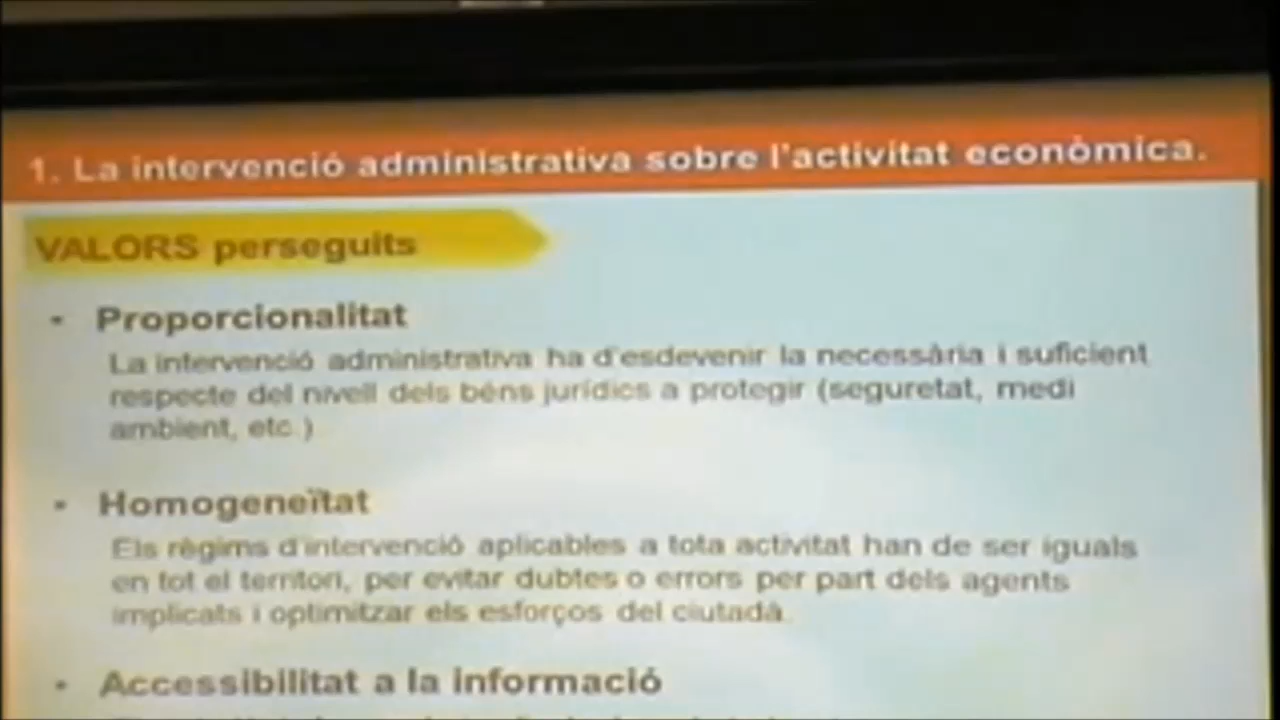 1. La intervenció administrativa sobre l'activitat econòmica.
VALORS perseguits
- Proporcionalitat
La intervenció administrativa ha d'esdevenir la necessària i suficient
respecte del nivell dels béns jurídics a protegir (seguretat, medi
ambient, etc.)
- Homogeneïtat
Els règims d'intervenció aplicables a tota activitat han de ser iguals
en tot el territori, per evitar dubtes o errors per part dels agents
implicats i optimitzar els esforços del ciutadà.
- Accessibilitat a la informació